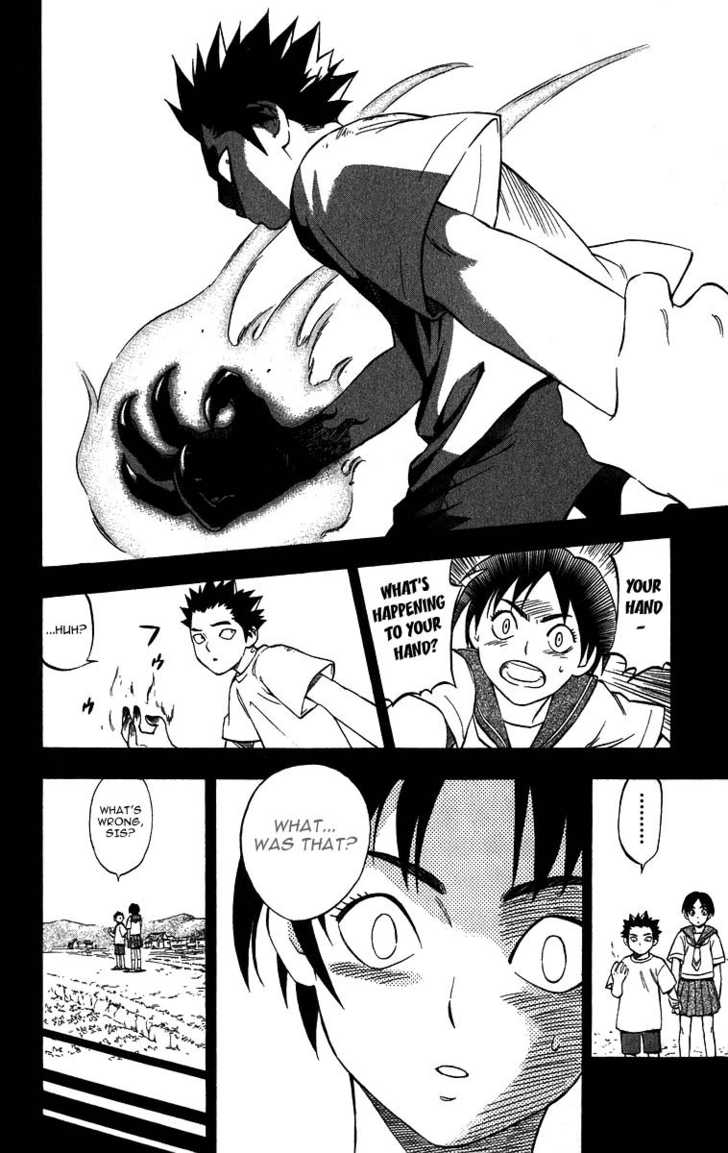 YOUR
HAND
-
WHAT'S
HAPPENING
TO YOUR
HAND?
...HUH?
.........
WHAT...
WAS THAT?
WHAT'S
WRONG,
SIS?